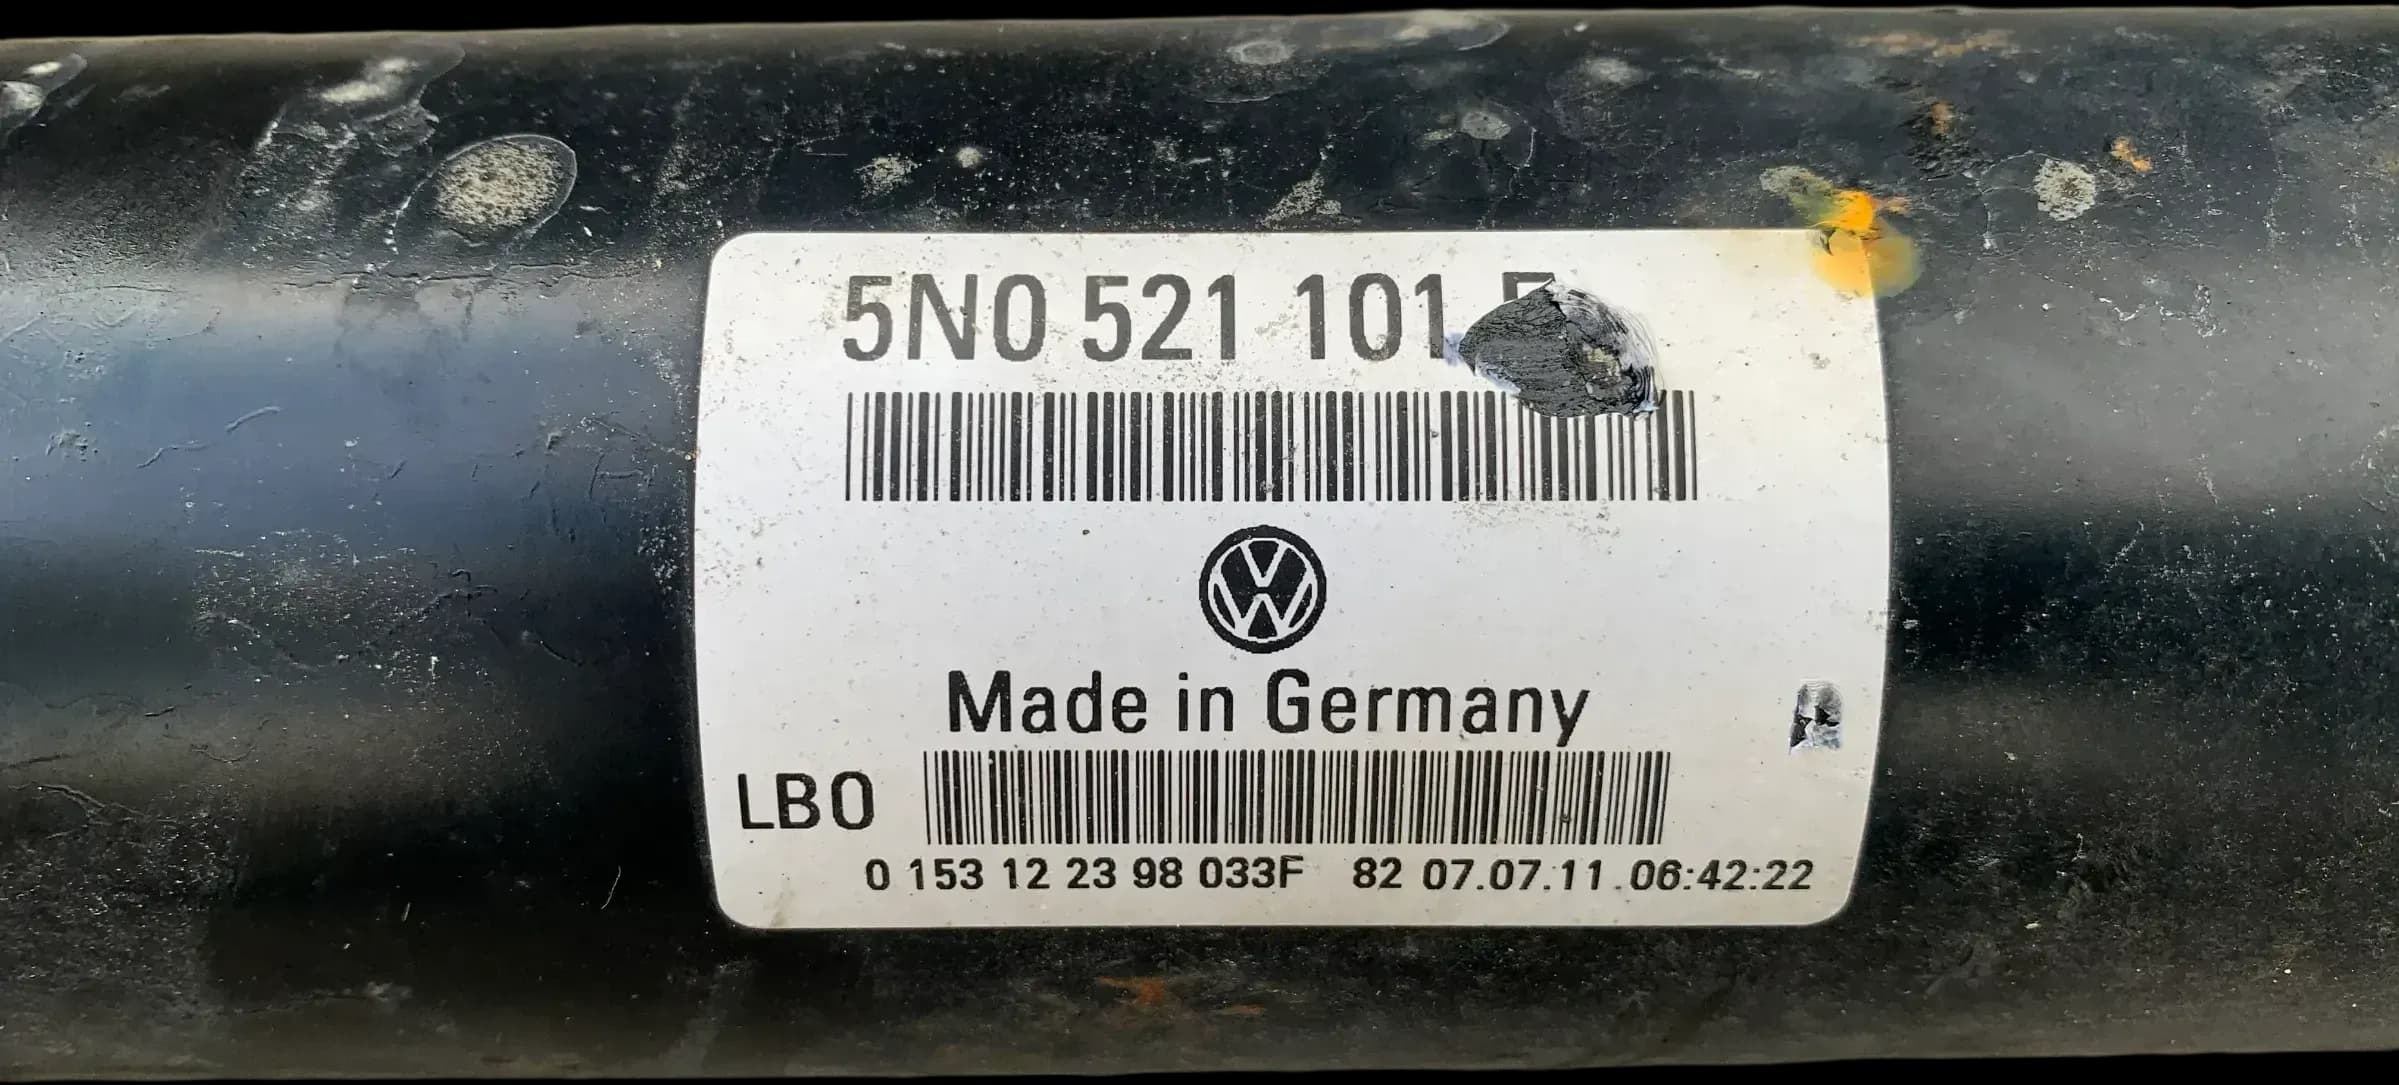 5N0 521 101
Made in Germany
LB0
0 153 12 23 98 033F 82 07.07.11 06:42:22